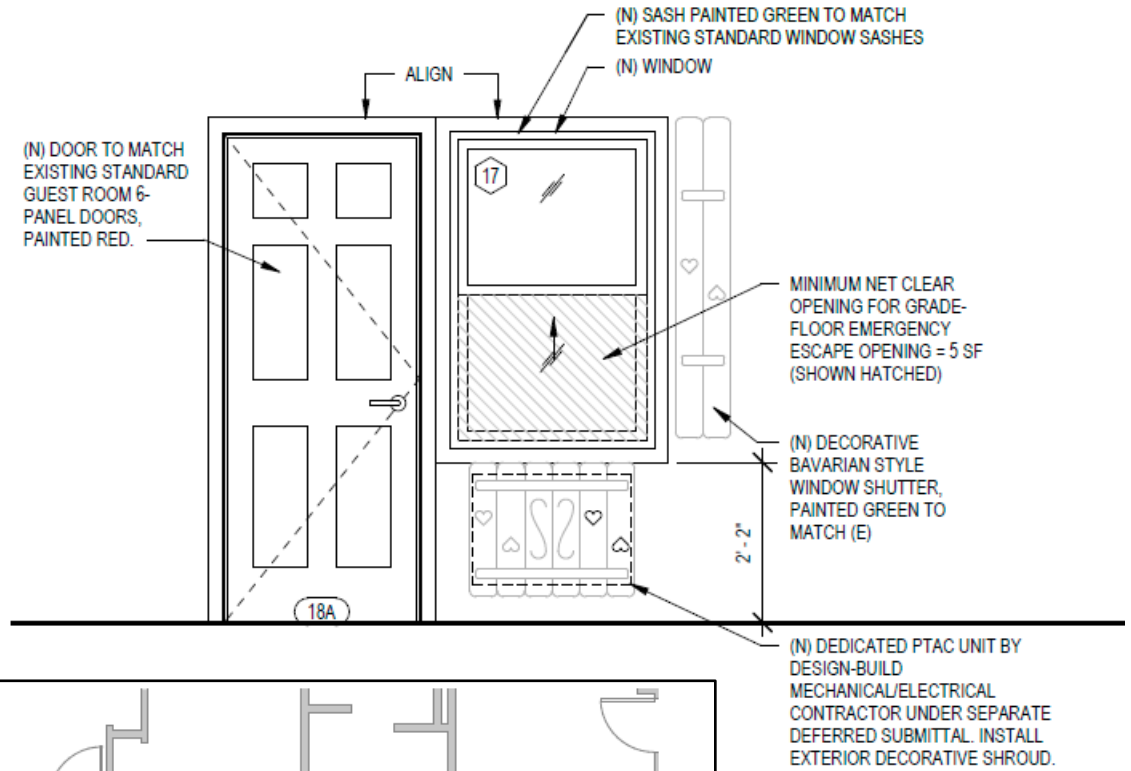 (N) SASH PAINTED GREEN TO MATCH
EXISTING STANDARD WINDOW SASHES
(N) WINDOW
ALIGN
(N) DOOR TO MATCH
EXISTING STANDARD
GUEST ROOM 6-
PANEL DOORS,
PAINTED RED.
17
MINIMUM NET CLEAR
OPENING FOR GRADE-
FLOOR EMERGENCY
ESCAPE OPENING = 5 SF
(SHOWN HATCHED)
(N) DECORATIVE
BAVARIAN STYLE
WINDOW SHUTTER,
PAINTED GREEN TO
MATCH (E)
2' - 2"
18A
(N) DEDICATED PTAC UNIT BY
DESIGN-BUILD
MECHANICAL/ELECTRICAL
CONTRACTOR UNDER SEPARATE
DEFERRED SUBMITTAL. INSTALL
EXTERIOR DECORATIVE SHROUD.